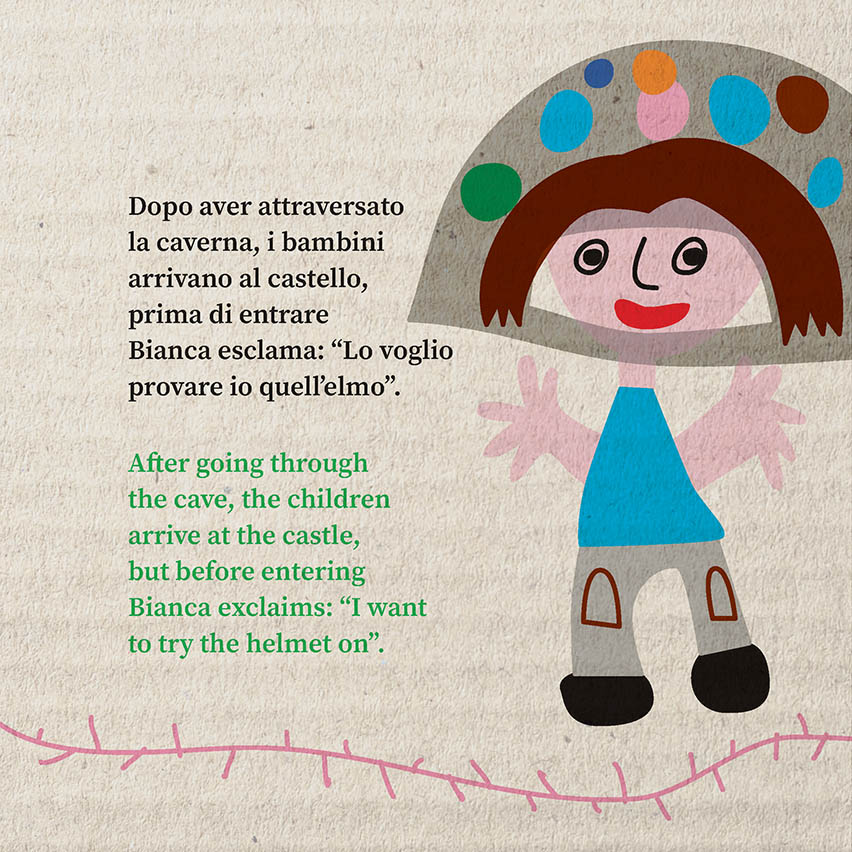 Dopo aver attraversato
la caverna, i bambini
arrivano al castello,
prima di entrare
Bianca esclama: “Lo voglio
provare io quell’elmo”.
After going through
the cave, the children
arrive at the castle,
but before entering
Bianca exclaims: “I want
to try the helmet on”.